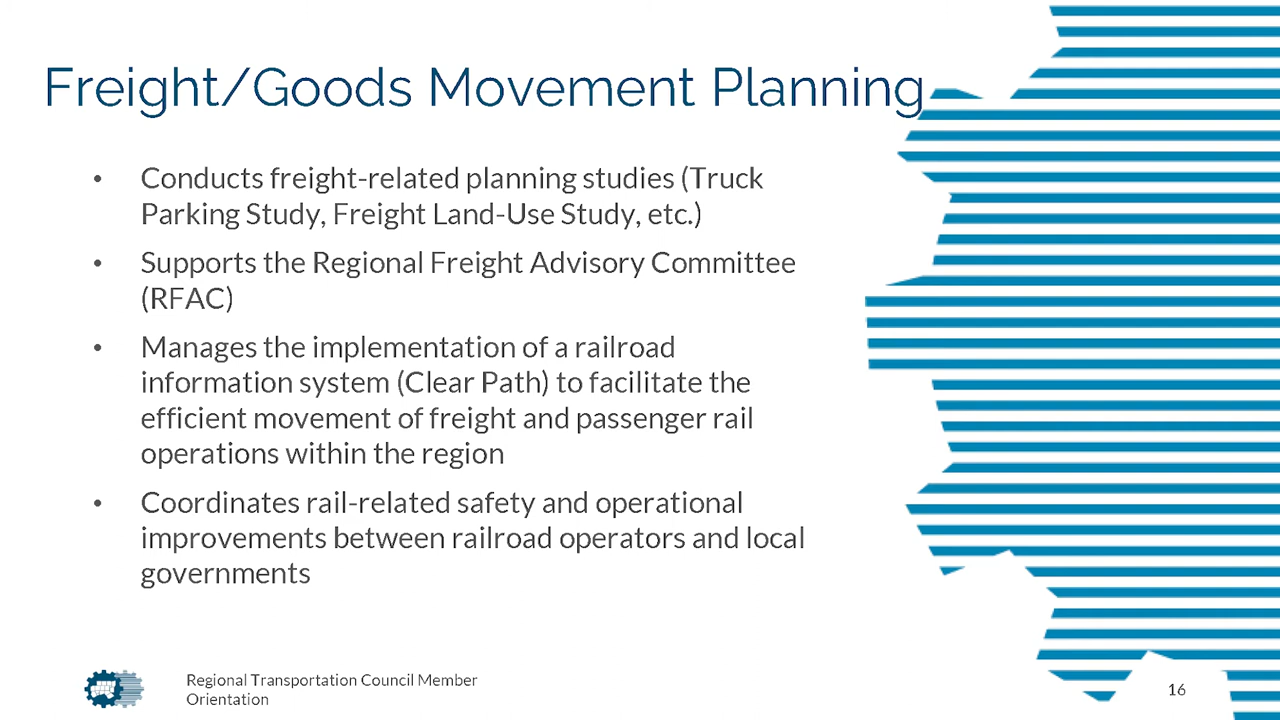 Freight/Goods Movement Planning
• Conducts freight-related planning studies (Truck
Parking Study, Freight Land-Use Study, etc.)
• Supports the Regional Freight Advisory Committee
(RFAC)
• Manages the implementation of a railroad
information system (Clear Path) to facilitate the
efficient movement of freight and passenger rail
operations within the region
• Coordinates rail-related safety and operational
improvements between railroad operators and local
governments
Regional Transportation Council Member
Orientation
16